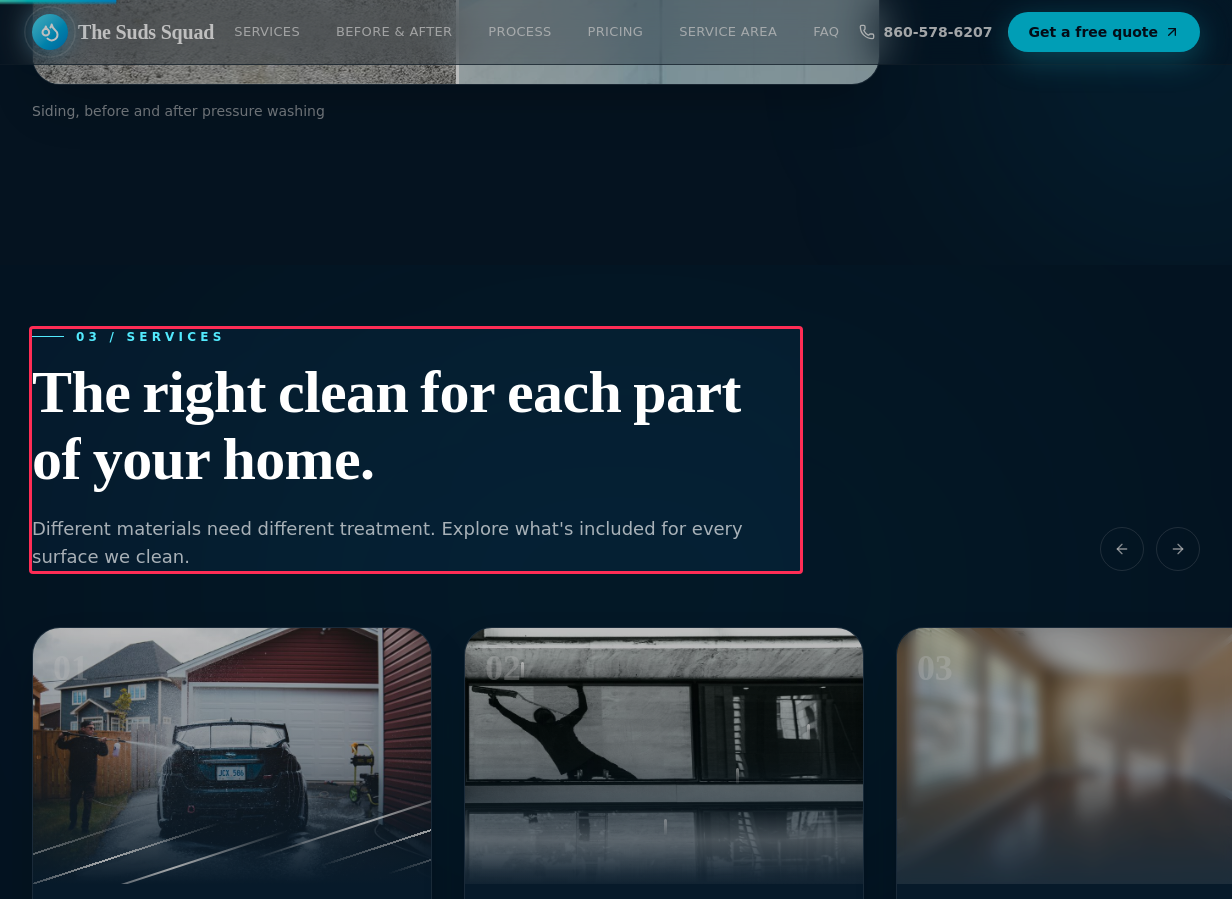 The Suds Squad
SERVICES
BEFORE & AFTER
PROCESS
PRICING
SERVICE AREA
FAQ
860-578-6207
Get a free quote
Siding, before and after pressure washing
03 / SERVICES
The right clean for each part
of your home.
Different materials need different treatment. Explore what's included for every
surface we clean.
01
02
03